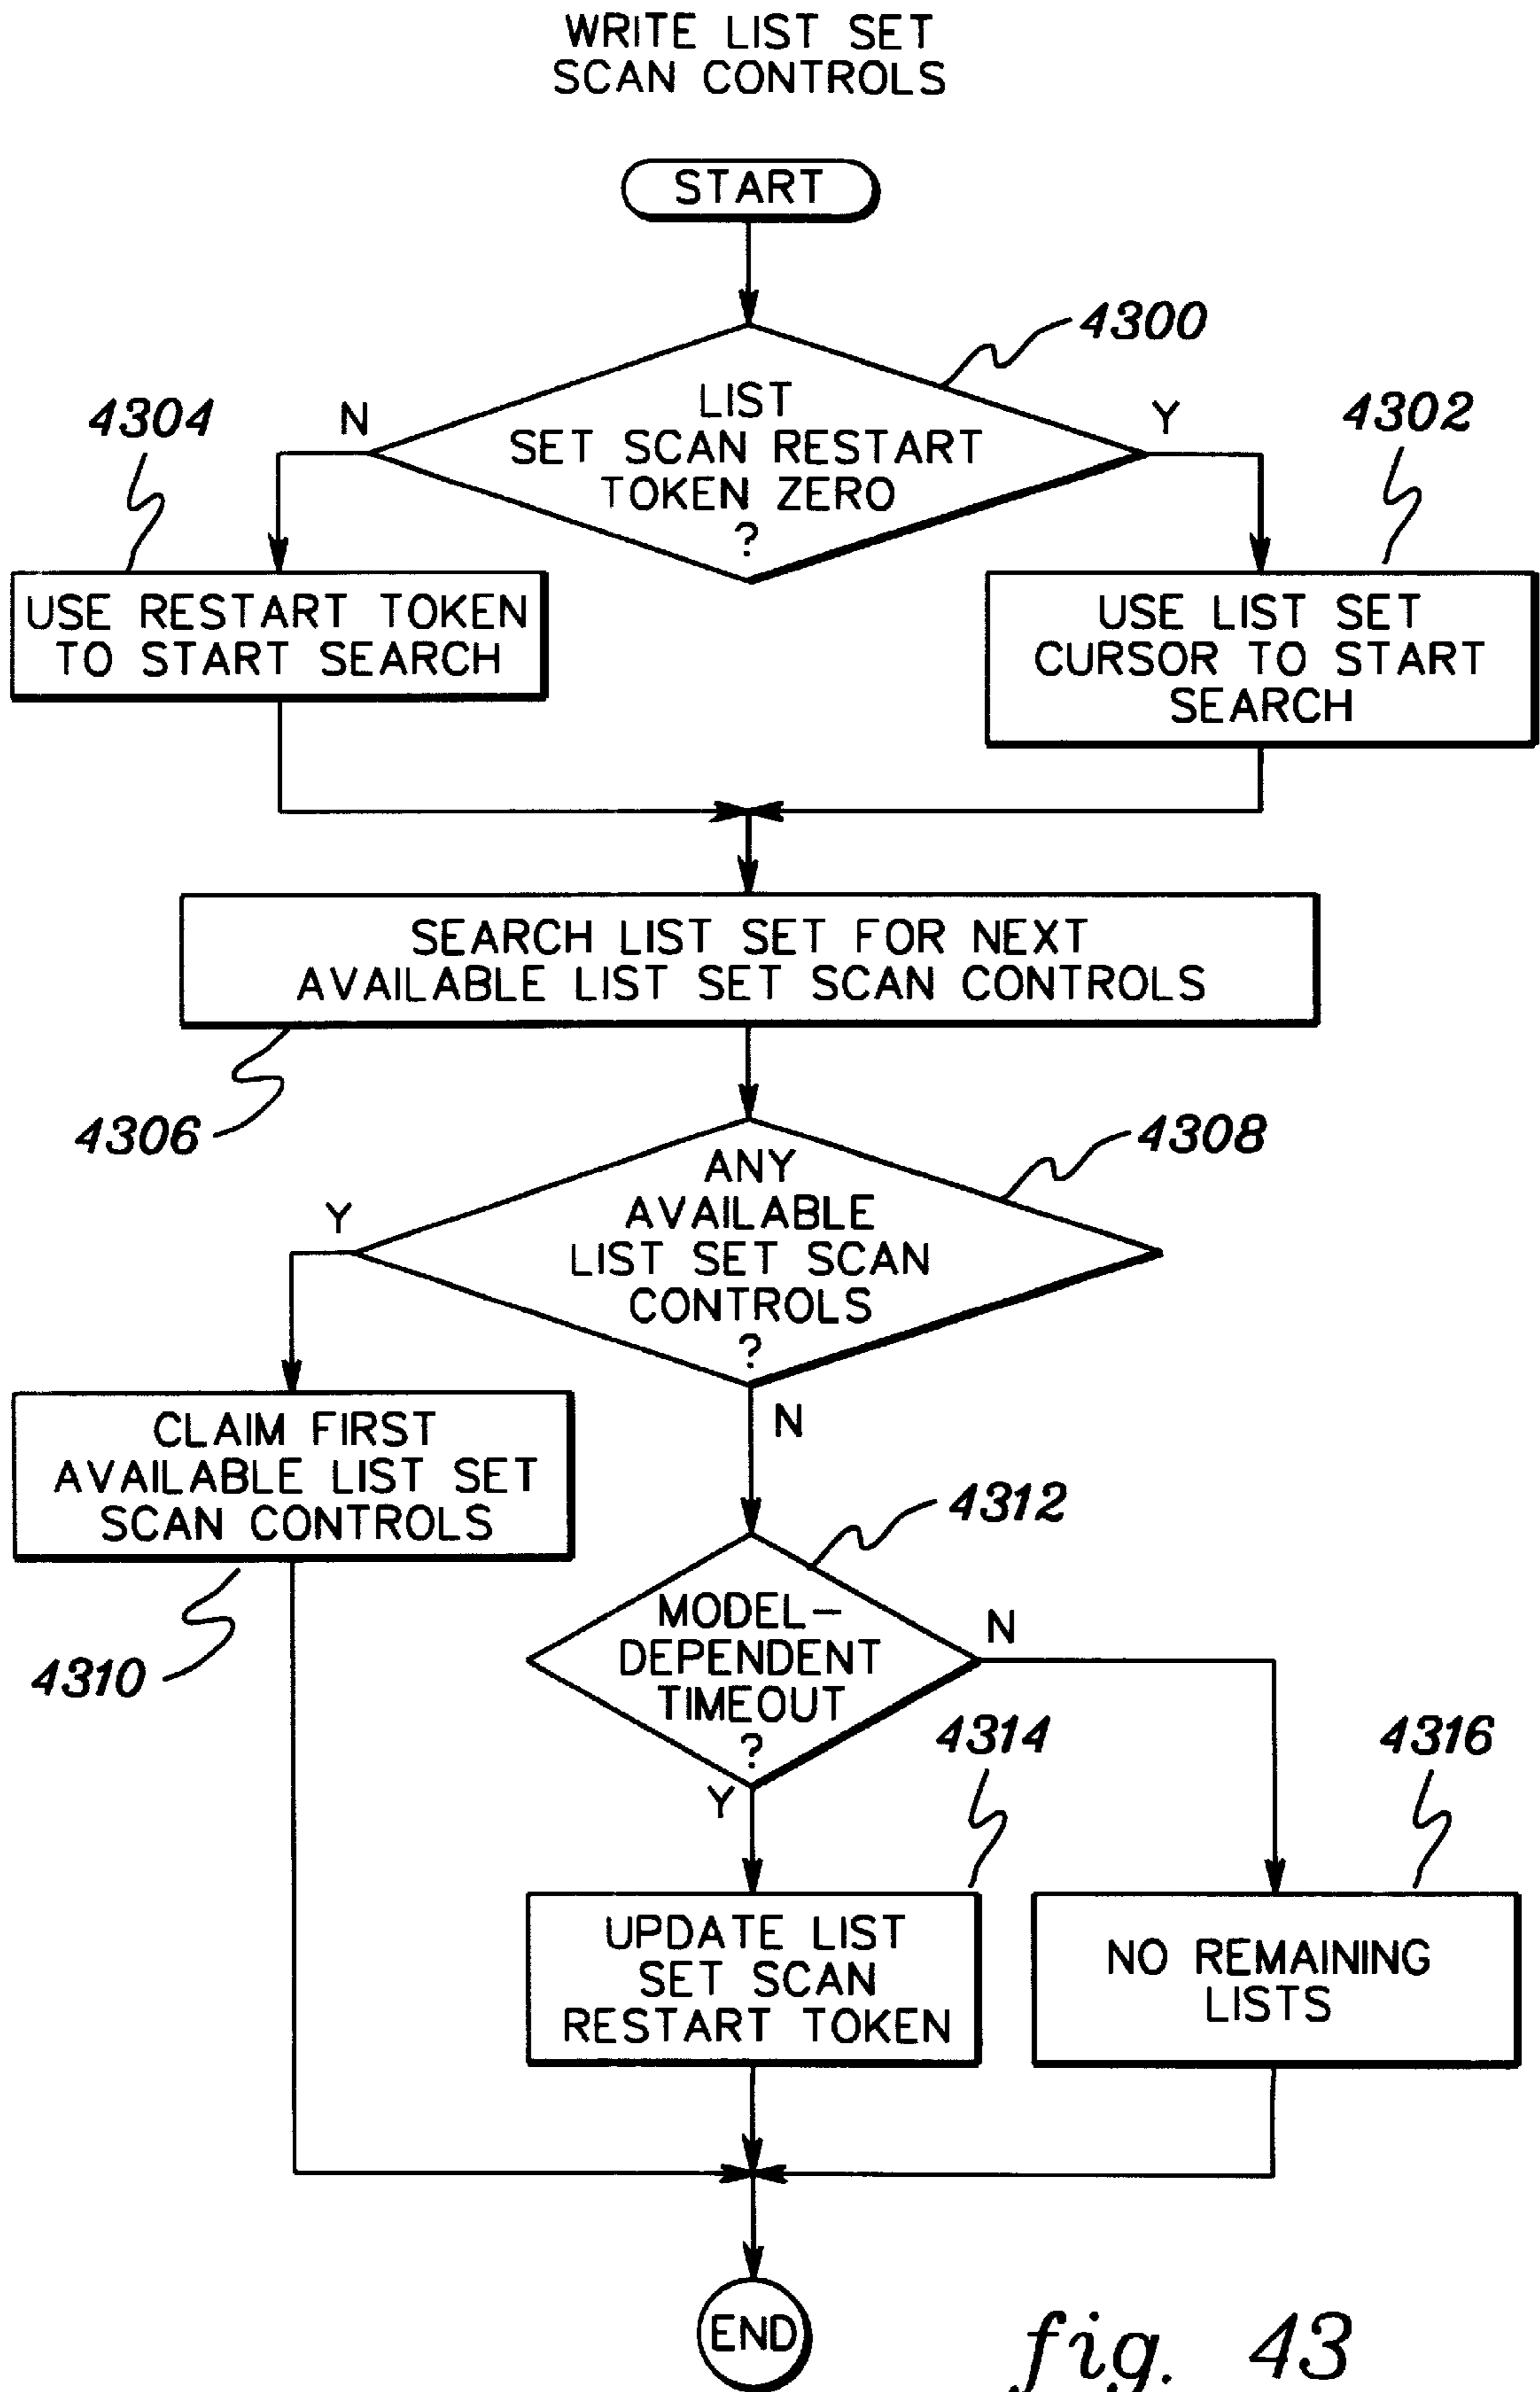 WRITE LIST SET
SCAN CONTROLS
START
4300
LIST
SET SCAN RESTART
TOKEN ZERO
?
N
Y
4304
4302
USE RESTART TOKEN
TO START SEARCH
USE LIST SET
CURSOR TO START
SEARCH
SEARCH LIST SET FOR NEXT
AVAILABLE LIST SET SCAN CONTROLS
4306
4308
ANY
AVAILABLE
LIST SET SCAN
CONTROLS
?
Y
N
CLAIM FIRST
AVAILABLE LIST SET
SCAN CONTROLS
4310
4312
MODEL-
DEPENDENT
TIMEOUT
?
N
Y
4314
4316
UPDATE LIST
SET SCAN
RESTART TOKEN
NO REMAINING
LISTS
END
fig. 43